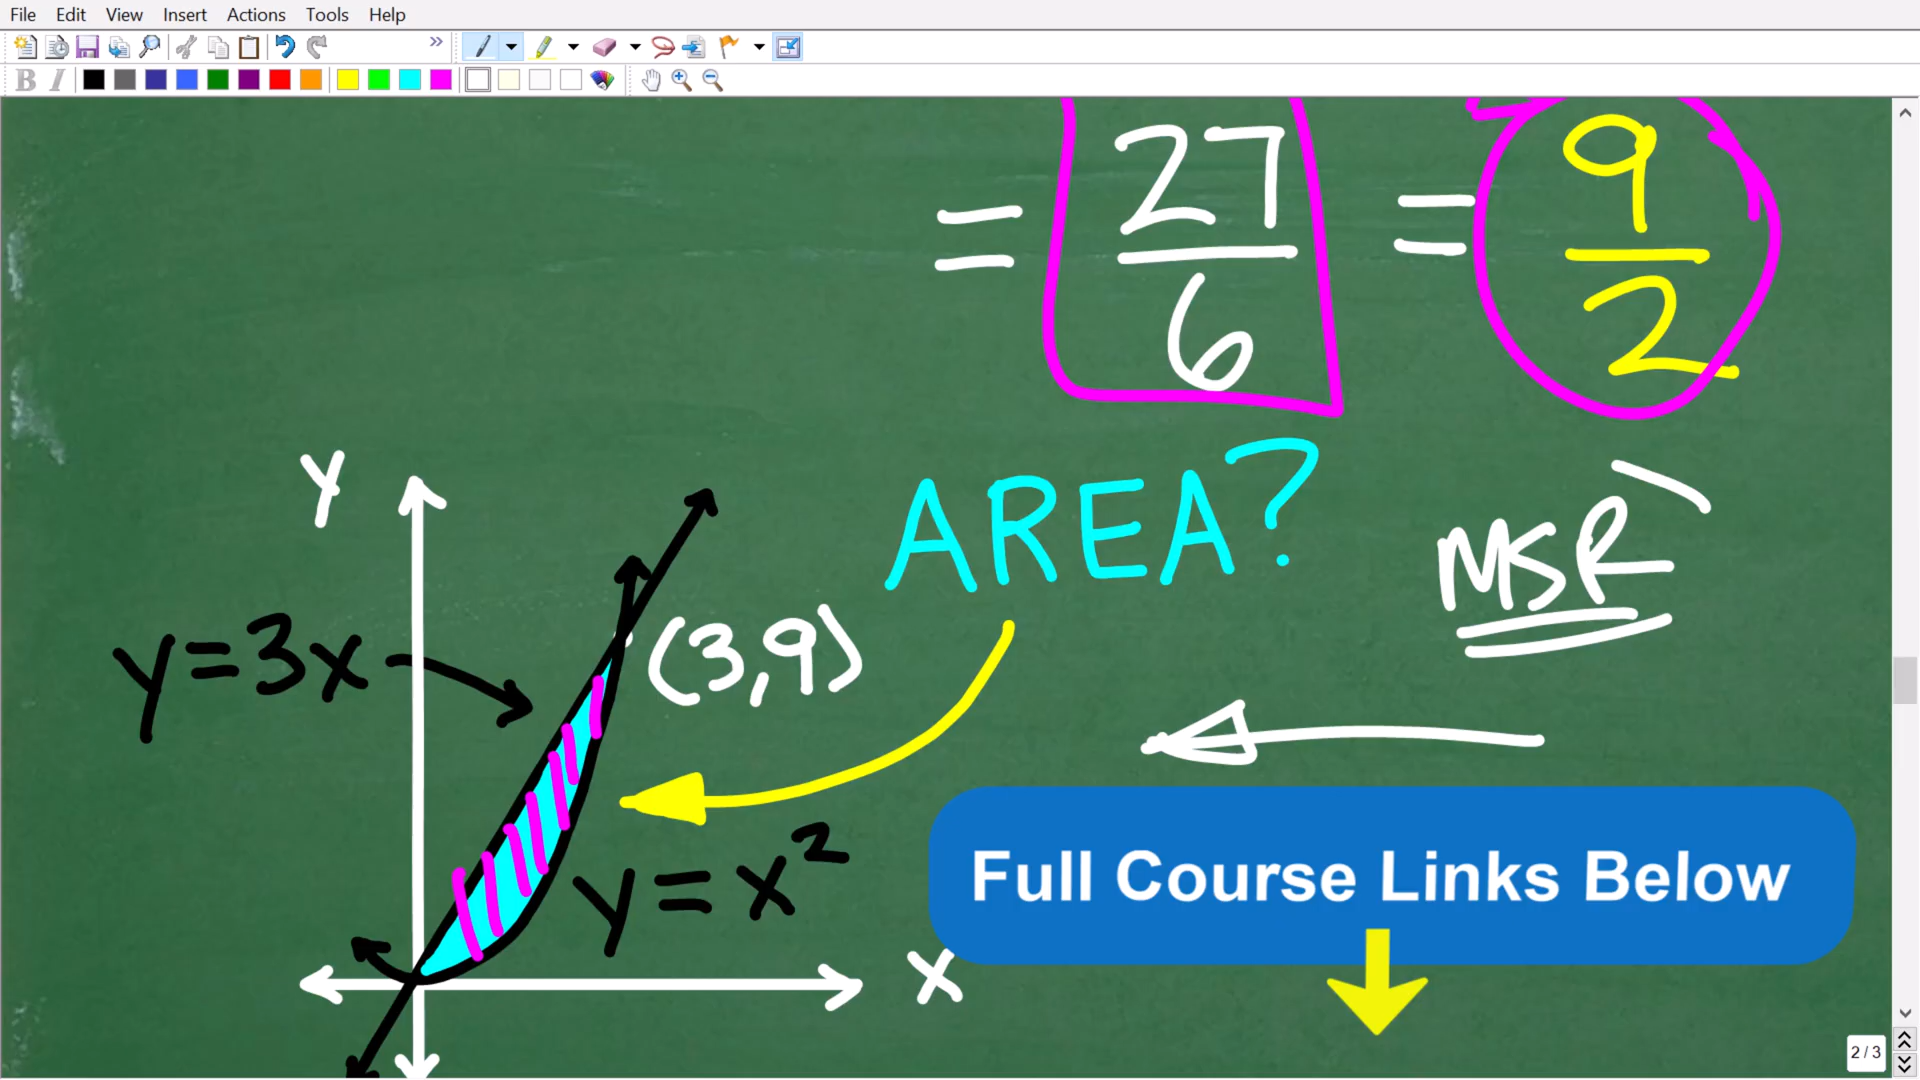 File Edit View Insert Actions Tools Help
B I
= 27/6 = 9/2
Y
AREA?
MSR
y=3x
(3,9)
y=x²
Full Course Links Below
X
2 / 3